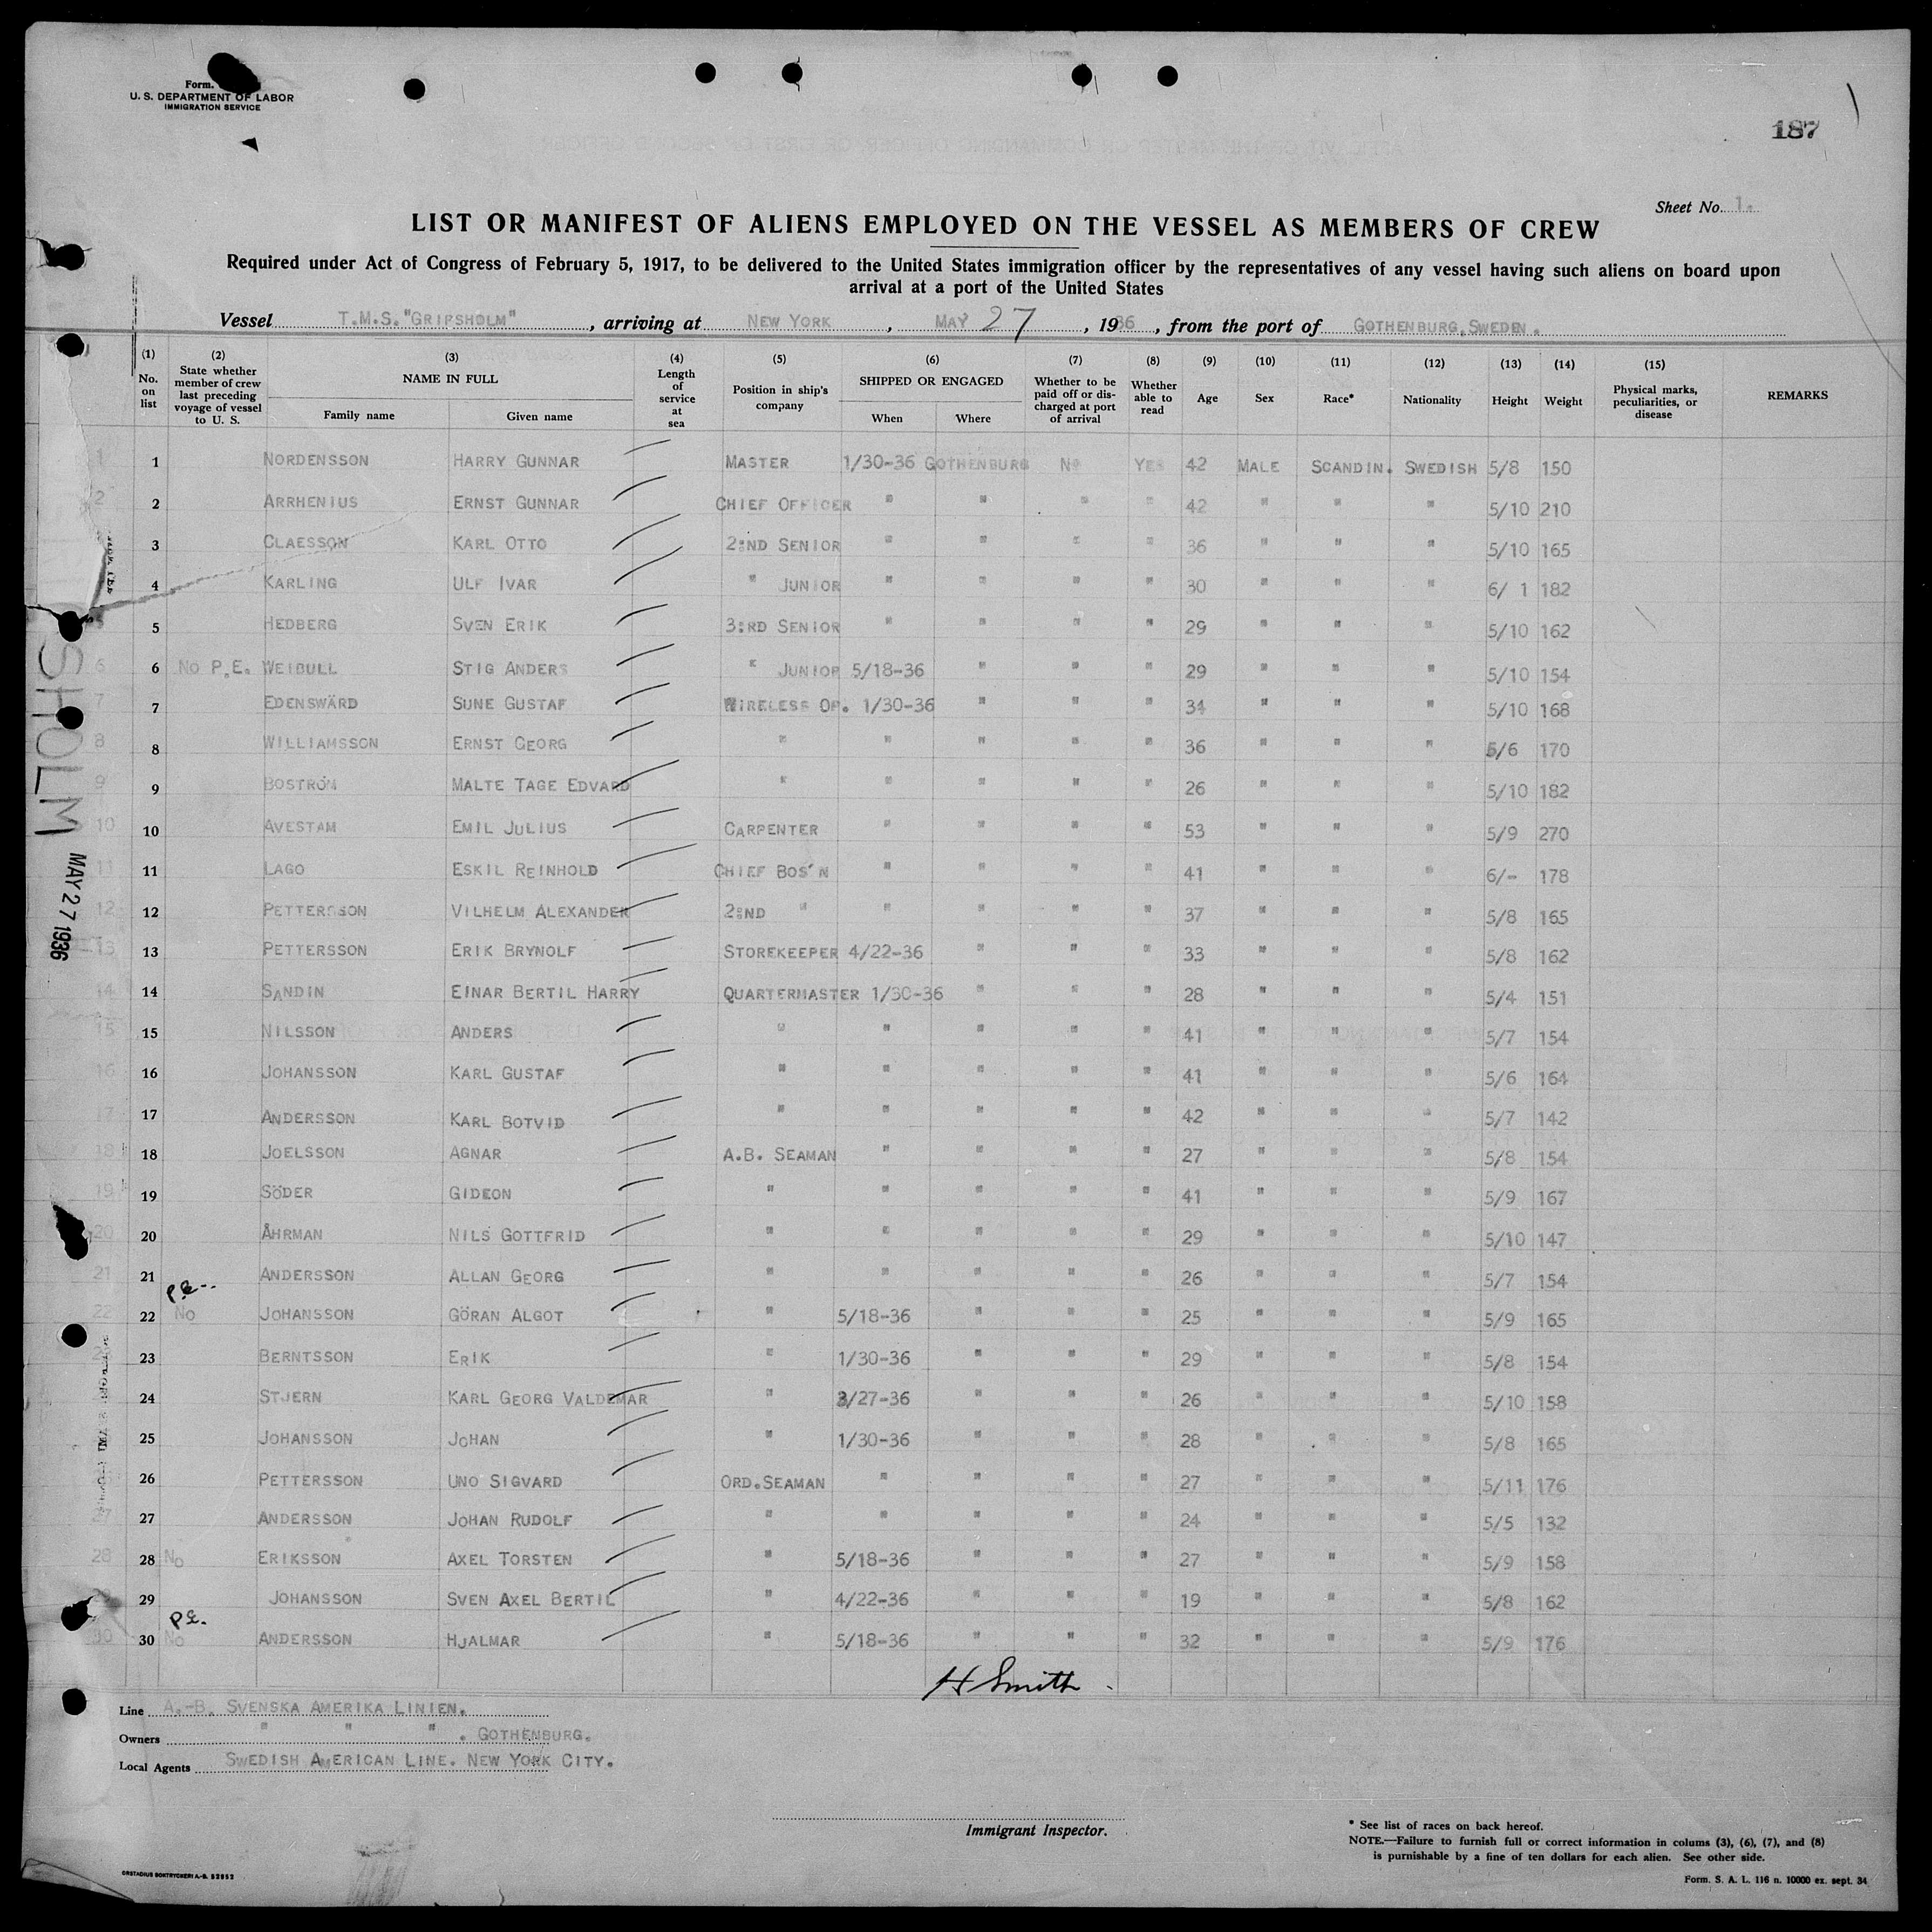 Form.
U. S. DEPARTMENT OF LABOR
IMMIGRATION SERVICE
187
Sheet No. 1.
LIST OR MANIFEST OF ALIENS EMPLOYED ON THE VESSEL AS MEMBERS OF CREW
Required under Act of Congress of February 5, 1917, to be delivered to the United States immigration officer by the representatives of any vessel having such aliens on board upon
arrival at a port of the United States
Vessel T.M.S. "GRIPSHOLM", arriving at NEW YORK, MAY 27, 1936, from the port of GOTHENBURG, SWEDEN.
(1) No. on list (2) State whether member of crew last preceding voyage of vessel to U. S. (3) NAME IN FULL Family name Given name (4) Length of service at sea (5) Position in ship's company (6) SHIPPED OR ENGAGED When Where (7) Whether to be paid off or discharged at port of arrival (8) Whether able to read (9) Age (10) Sex (11) Race* (12) Nationality (13) Height (14) Weight (15) Physical marks, peculiarities, or disease REMARKS
1 NORDENSSON HARRY GUNNAR MASTER 1/30-36 GOTHENBURG NO YES 42 MALE SCANDIN. SWEDISH 5/8 150
2 ARRHENIUS ERNST GUNNAR CHIEF OFFICER " " " " 42 " " " 5/10 210
3 CLAESSON KARL OTTO 2:ND SENIOR " " " " 36 " " " 5/10 165
4 KARLING ULF IVAR " JUNIOR " " " " 30 " " " 6/ 1 182
5 HEDBERG SVEN ERIK 3:RD SENIOR " " " " 29 " " " 5/10 162
6 NO P.E. WEIBULL STIG ANDERS " JUNIOR 5/18-36 " " " 29 " " " 5/10 154
7 EDENSWÄRD SUNE GUSTAF WIRELESS OP. 1/30-36 " " " 34 " " " 5/10 168
8 WILLIAMSSON ERNST GEORG " " " " " 36 " " " 5/6 170
9 BOSTRÖM MALTE TAGE EDVARD " " " " " 26 " " " 5/10 182
10 AVESTAM EMIL JULIUS CARPENTER " " " " 53 " " " 5/9 270
11 LAGO ESKIL REINHOLD CHIEF BOS'N " " " " 41 " " " 6/- 178
12 PETTERSSON VILHELM ALEXANDER 2:ND " " " " " 37 " " " 5/8 165
13 PETTERSSON ERIK BRYNOLF STOREKEEPER 4/22-36 " " " 33 " " " 5/8 162
14 SANDIN EINAR BERTIL HARRY QUARTERMASTER 1/30-36 " " " 28 " " " 5/4 151
15 NILSSON ANDERS " " " " " 41 " " " 5/7 154
16 JOHANSSON KARL GUSTAF " " " " " 41 " " " 5/6 164
17 ANDERSSON KARL BOTVID " " " " " 42 " " " 5/7 142
18 JOELSSON AGNAR A.B. SEAMAN " " " " 27 " " " 5/8 154
19 SÖDER GIDEON " " " " " 41 " " " 5/9 167
20 ÅHRMAN NILS GOTTFRID " " " " " 29 " " " 5/10 147
21 ANDERSSON ALLAN GEORG " " " " " 26 " " " 5/7 154
P.E.
22 NO JOHANSSON GÖRAN ALGOT " 5/18-36 " " " 25 " " " 5/9 165
23 BERNTSSON ERIK " 1/30-36 " " " 29 " " " 5/8 154
24 STJERN KARL GEORG VALDEMAR " 3/27-36 " " " 26 " " " 5/10 158
25 JOHANSSON JOHAN " 1/30-36 " " " 28 " " " 5/8 165
26 PETTERSSON UNO SIGVARD ORD.SEAMAN " " " " 27 " " " 5/11 176
27 ANDERSSON JOHAN RUDOLF " " " " " 24 " " " 5/5 132
28 NO ERIKSSON AXEL TORSTEN " 5/18-36 " " " 27 " " " 5/9 158
29 JOHANSSON SVEN AXEL BERTIL " 4/22-36 " " " 19 " " " 5/8 162
P.E.
30 NO ANDERSSON HJALMAR " 5/18-36 " " " 32 " " " 5/9 176
H Smith
Line A.-B. SVENSKA AMERIKA LINIEN.
Owners " " " . GOTHENBURG.
Local Agents SWEDISH AMERICAN LINE. NEW YORK CITY.
Immigrant Inspector.
* See list of races on back hereof.
NOTE.—Failure to furnish full or correct information in colums (3), (6), (7), and (8)
is purnishable by a fine of ten dollars for each alien. See other side.
Form. S. A. L. 116 n. 10000 ex. sept. 34
SHOLM
MAY 27 1936